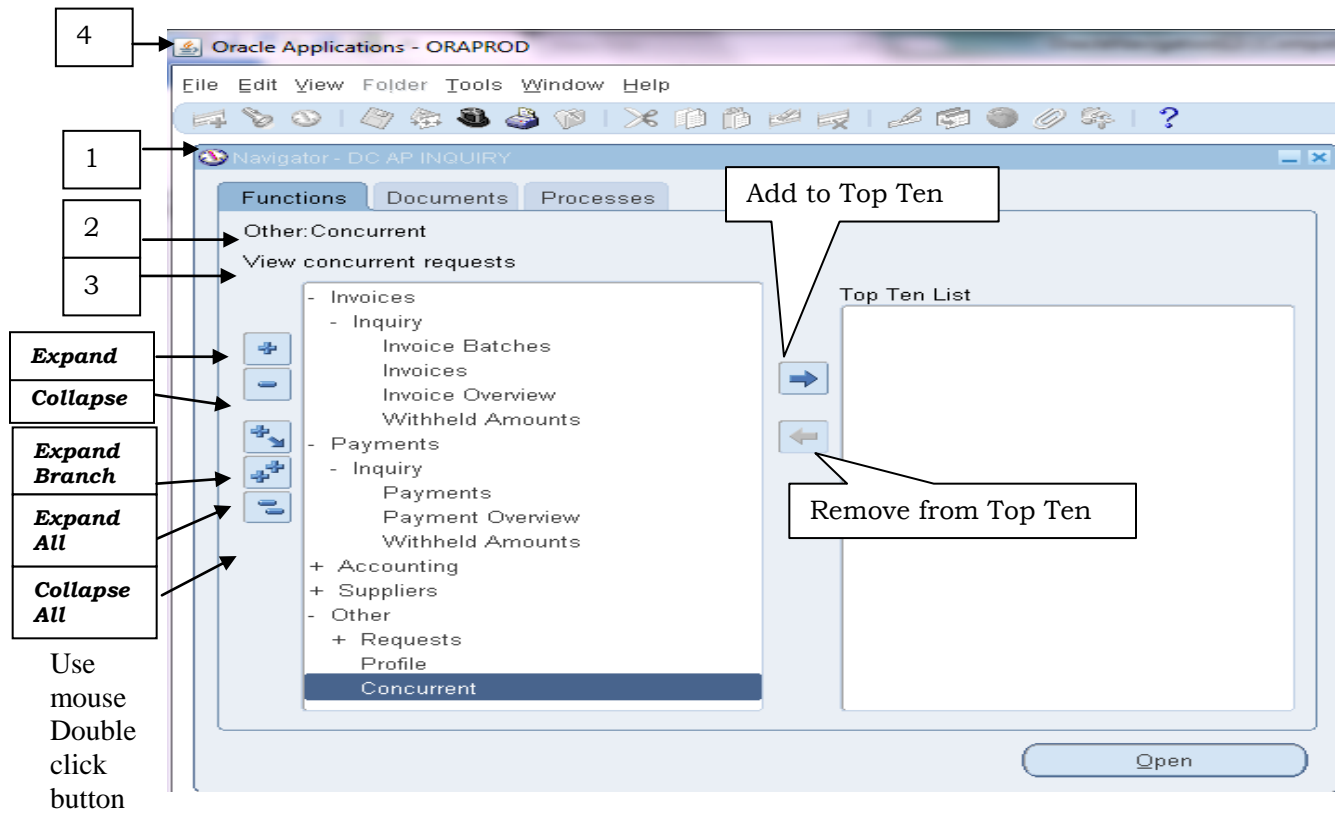 4
Oracle Applications - ORAPROD
File Edit View Folder Tools Window Help
?
1
Navigator - DC AP INQUIRY
Functions Documents Processes
Add to Top Ten
2
Other:Concurrent
3
View concurrent requests
Top Ten List
- Invoices
- Inquiry
Expand
Invoice Batches
Invoices
Collapse
Invoice Overview
Withheld Amounts
Expand
Branch
- Payments
- Inquiry
Payments
Expand
All
Payment Overview
Remove from Top Ten
Withheld Amounts
+ Accounting
Collapse
All
+ Suppliers
- Other
+ Requests
Profile
Concurrent
Use
mouse
Double
click
button
Open